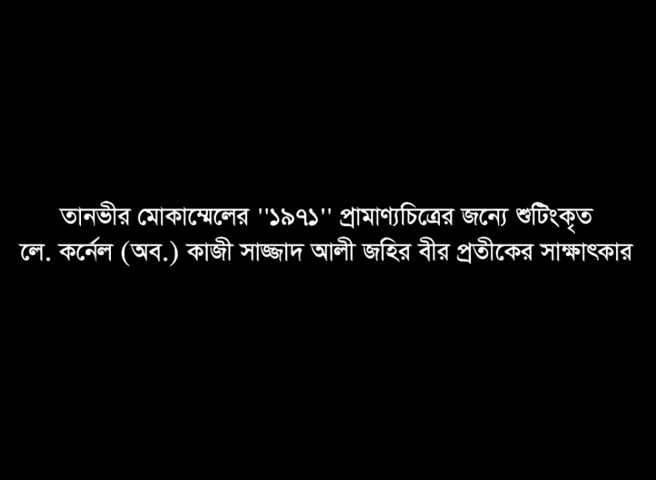 তানভীর মোকাম্মেলের "১৯৭১" প্রামাণ্যচিত্রের জন্যে শুটিংকৃত
লে. কর্নেল (অব.) কাজী সাজ্জাদ আলী জহির বীর প্রতীকের সাক্ষাৎকার